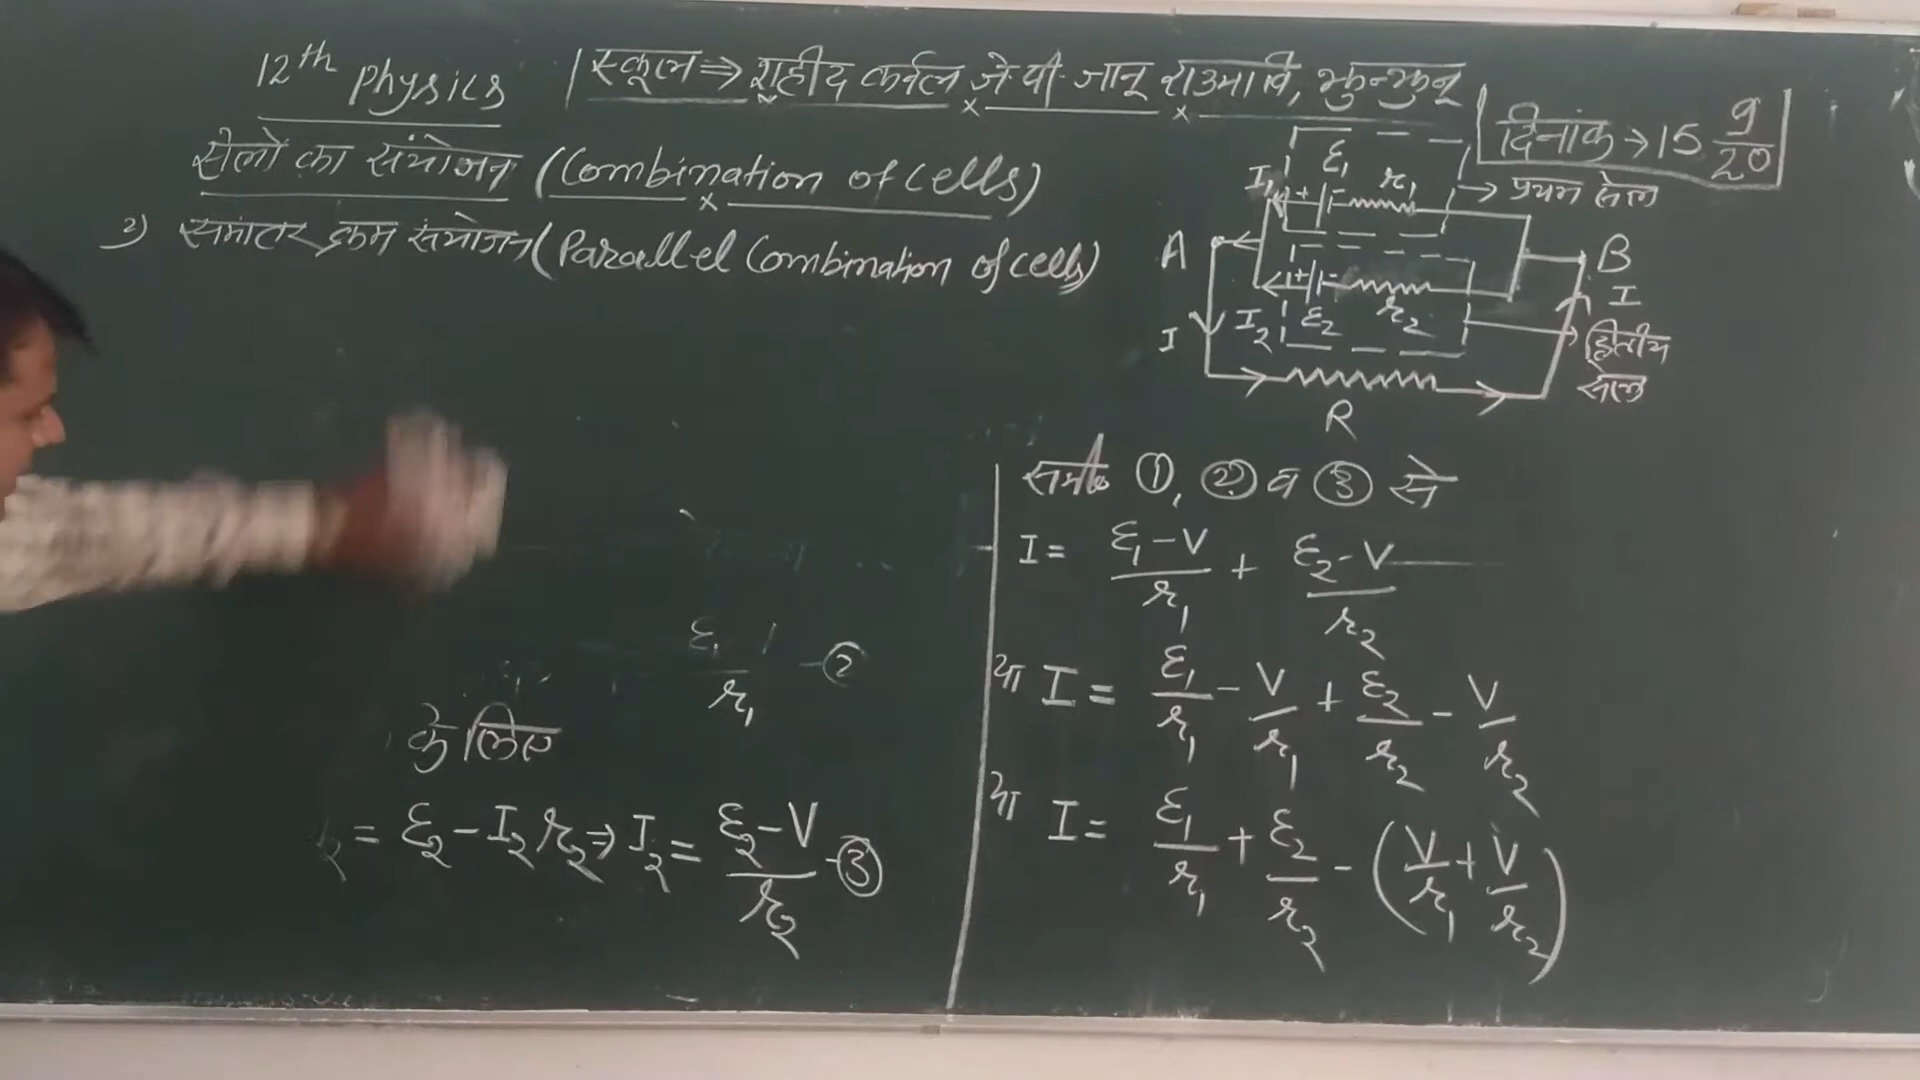 12th Physics | स्कूल ⇒ शहीद कर्नल जे.पी. जानू राउमावि, झुन्झुनू
दिनांक → 15 9/20
सेलों का संयोजन (Combination of cells)
2) समांतर क्रम संयोजन (Parallel Combination of cells)
I₁ + - ε₁ r₁ → प्रथम सेल
A B
I I
I₂ + - ε₂ r₂ → द्वितीय सेल
R
ε₁ / r₁ - ②
के लिए
= ε₂ - I₂r₂ ⇒ I₂ = (ε₂ - V)/r₂ - ③
समी० ①, ② व ③ से
I = (ε₁ - V)/r₁ + (ε₂ - V)/r₂
या I = ε₁/r₁ - V/r₁ + ε₂/r₂ - V/r₂
या I = ε₁/r₁ + ε₂/r₂ - (V/r₁ + V/r₂)